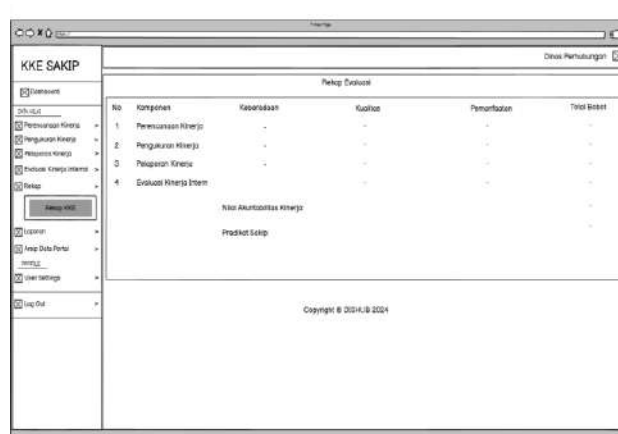 KKE SAKIP
Dinas Perhubungan
Dashboard
Perencanaan Kinerja
Pengukuran Kinerja
Pelaporan Kinerja
Evaluasi Kinerja Internal
Rekap
Rekap KKE
Laporan
Arsip Data Portal
User Settings
Log Out
Rekap Evaluasi
No Komponen Keberadaan Kualitas Pemanfaatan Total Bobot
1 Perencanaan Kinerja - - - -
2 Pengukuran Kinerja - - - -
3 Pelaporan Kinerja - - - -
4 Evaluasi Kinerja Intern - - -
Nilai Akuntabilitas Kinerja -
Pradikat Sakip -
Copyright © DISHUB 2024